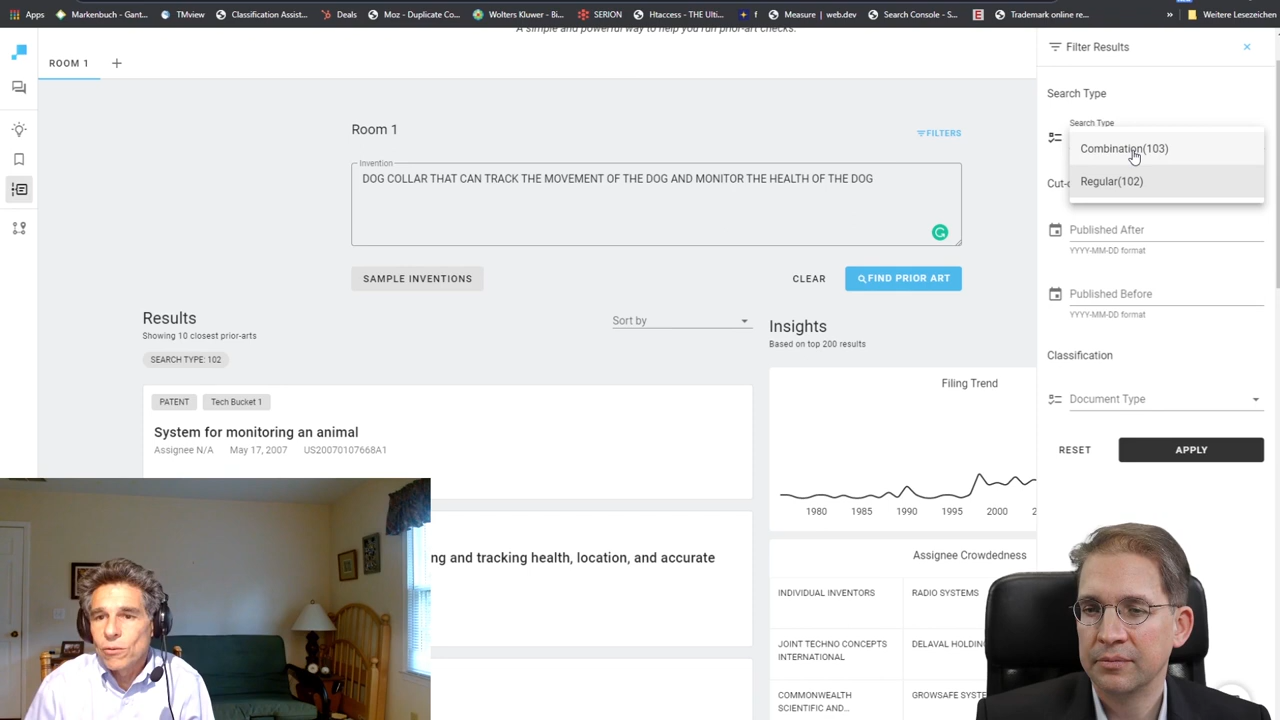 Apps
Markenbuch - Gant...
TMview
Classification Assist...
Deals
Moz - Duplicate Co...
Wolters Kluwer - Bi...
SERION
Htaccess - THE Ulti...
f
Measure | web.dev
Search Console - S...
E
Trademark online re...
»
Weitere Lesezeichen
A simple and powerful way to help you run prior-art checks.
ROOM 1
Room 1
FILTERS
Invention
DOG COLLAR THAT CAN TRACK THE MOVEMENT OF THE DOG AND MONITOR THE HEALTH OF THE DOG
SAMPLE INVENTIONS
CLEAR
FIND PRIOR ART
Results
Showing 10 closest prior-arts
Sort by
SEARCH TYPE: 102
PATENT
Tech Bucket 1
System for monitoring an animal
Assignee N/A May 17, 2007 US20070107668A1
ng and tracking health, location, and accurate
Insights
Based on top 200 results
Filing Trend
1980 1985 1990 1995 2000 2
Assignee Crowdedness
INDIVIDUAL INVENTORS
RADIO SYSTEMS
JOINT TECHNO CONCEPTS
INTERNATIONAL
DELAVAL HOLDIN
COMMONWEALTH
SCIENTIFIC AND...
GROWSAFE SYSTE
Filter Results
Search Type
Search Type
Combination(103)
Regular(102)
Cut-o
Published After
YYYY-MM-DD format
Published Before
YYYY-MM-DD format
Classification
Document Type
RESET
APPLY